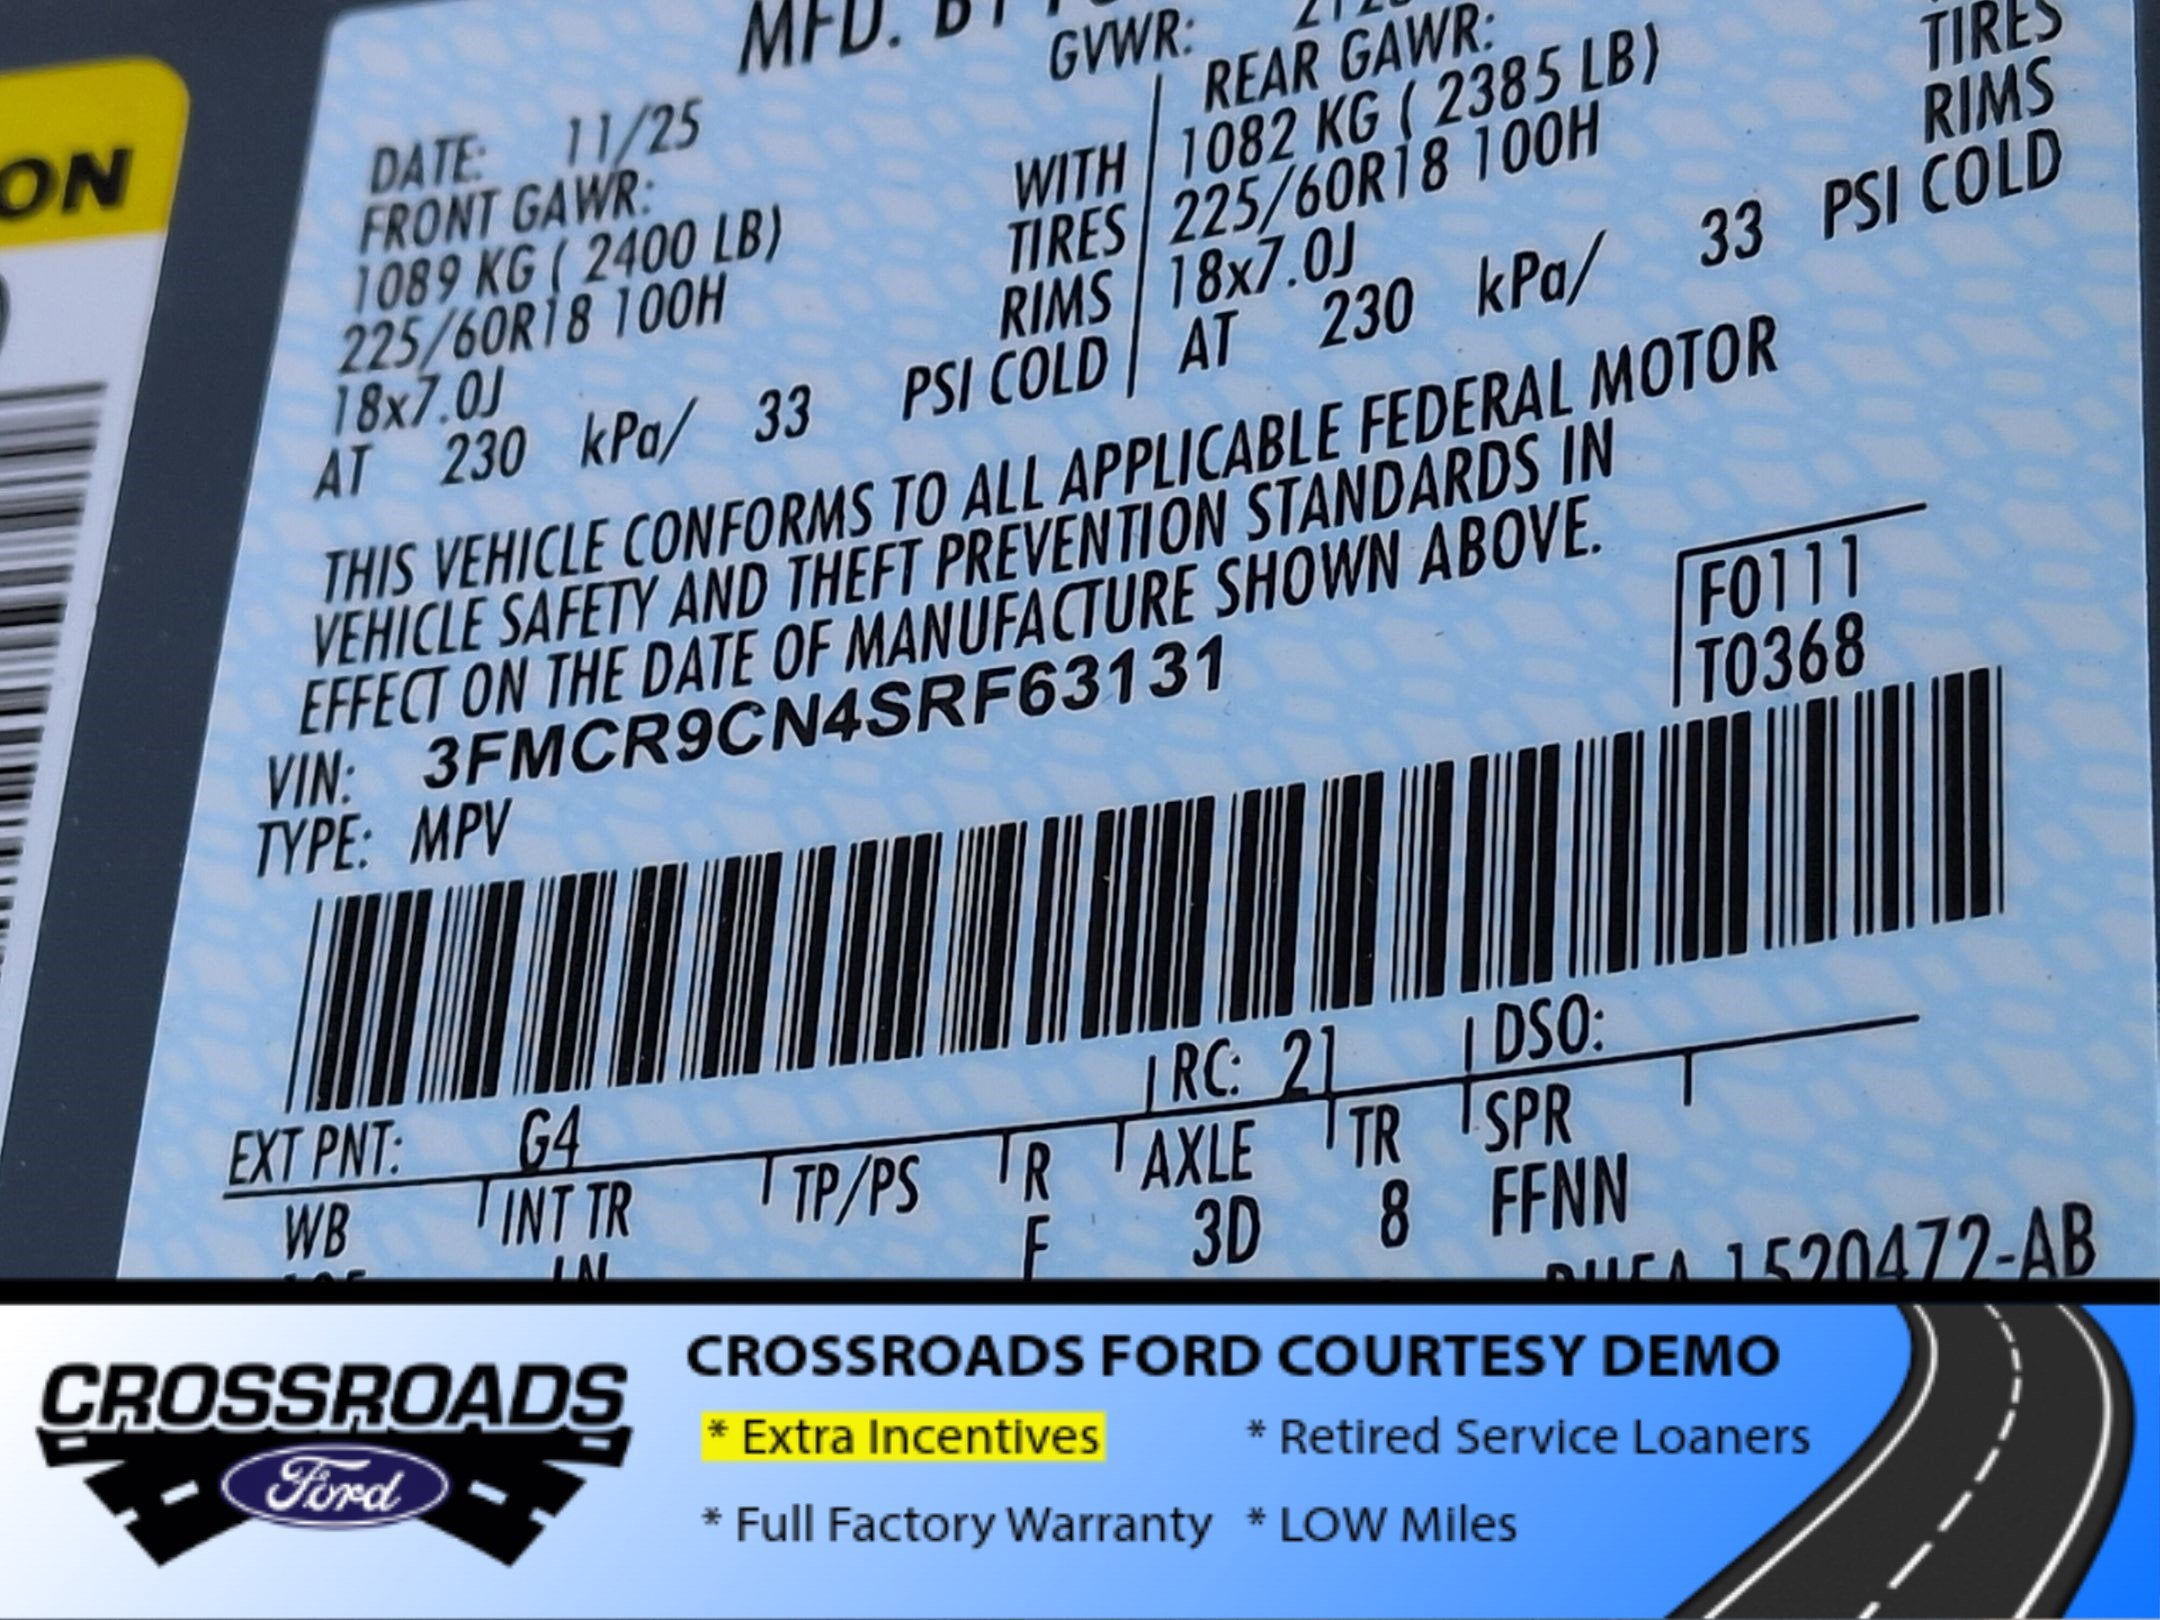 MFD. BY
GVWR:
DATE: 11/25
FRONT GAWR:
1089 KG ( 2400 LB) WITH
225/60R18 100H TIRES
18x7.0J RIMS
AT 230 kPa/ 33 PSI COLD
REAR GAWR:
1082 KG ( 2385 LB)
225/60R18 100H TIRES
18x7.0J RIMS
AT 230 kPa/ 33 PSI COLD
THIS VEHICLE CONFORMS TO ALL APPLICABLE FEDERAL MOTOR
VEHICLE SAFETY AND THEFT PREVENTION STANDARDS IN
EFFECT ON THE DATE OF MANUFACTURE SHOWN ABOVE.
F0111
T0368
VIN: 3FMCR9CN4SRF63131
TYPE: MPV
EXT PNT: G4 RC: 21 DSO:
WB INT TR TP/PS R AXLE TR SPR
F 3D 8 FFNN
1520472-AB
ON
CROSSROADS
Ford
CROSSROADS FORD COURTESY DEMO
* Extra Incentives * Retired Service Loaners
* Full Factory Warranty * LOW Miles